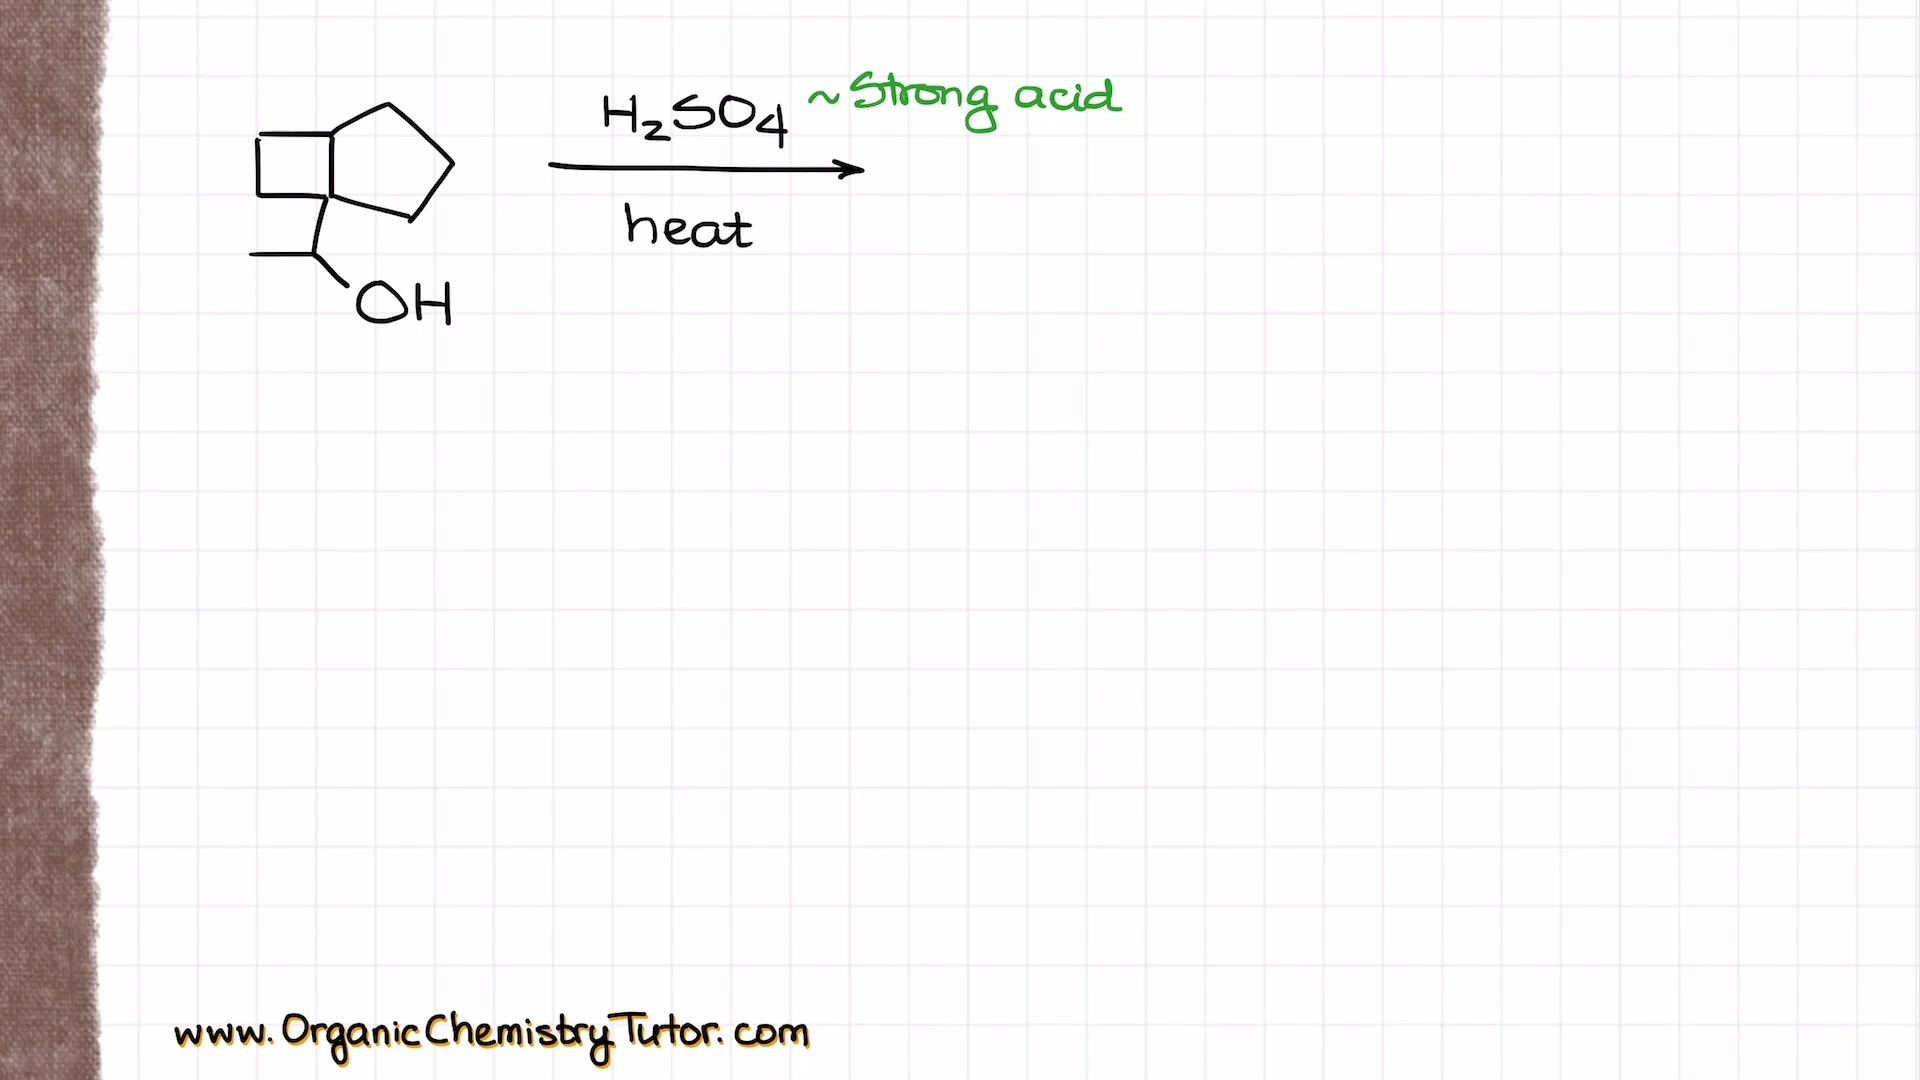 H₂SO₄ ~ Strong acid
heat
OH
www.OrganicChemistryTutor.com